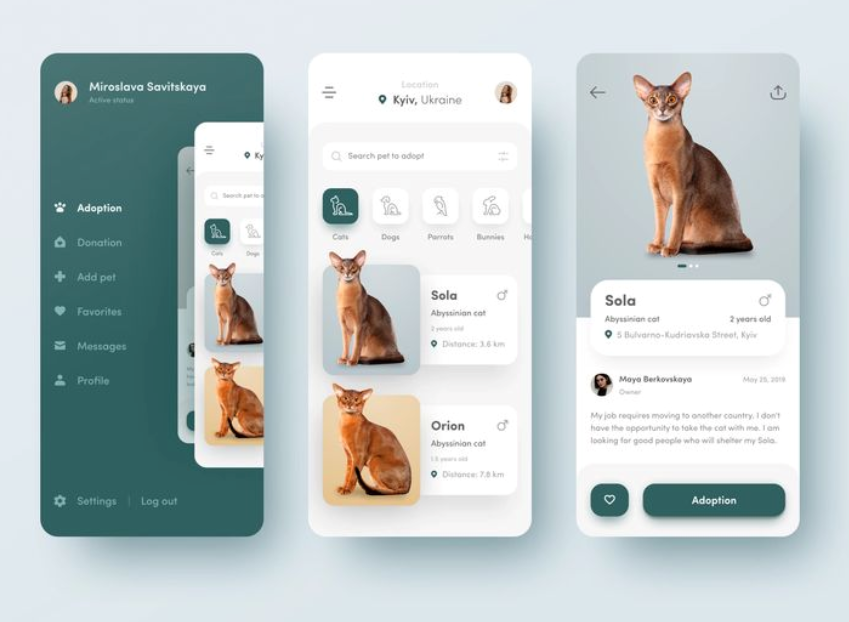 Miroslava Savitskaya
Active status
Ky
Search pet to a
Cats
Dogs
Adoption
Donation
Add pet
Favorites
Messages
Profile
Settings | Log out
Location
Kyiv, Ukraine
Search pet to adopt
Cats
Dogs
Parrots
Bunnies
Sola
Abyssinian cat
2 years old
Distance: 3.6 km
Orion
Abyssinian cat
1.5 years old
Distance: 7.8 km
Sola
Abyssinian cat
2 years old
5 Bulvarno-Kudriavska Street, Kyiv
Maya Berkovskaya
May 25, 2019
Owner
My job requires moving to another country. I don't
have the opportunity to take the cat with me. I am
looking for good people who will shelter my Sola.
Adoption